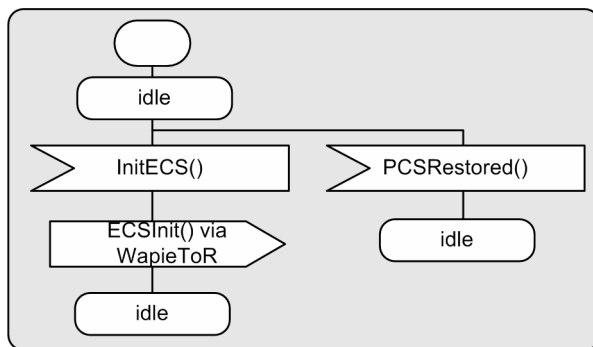 idle
InitECS()
PCSRestored()
ECSInit() via
WapieToR
idle
idle